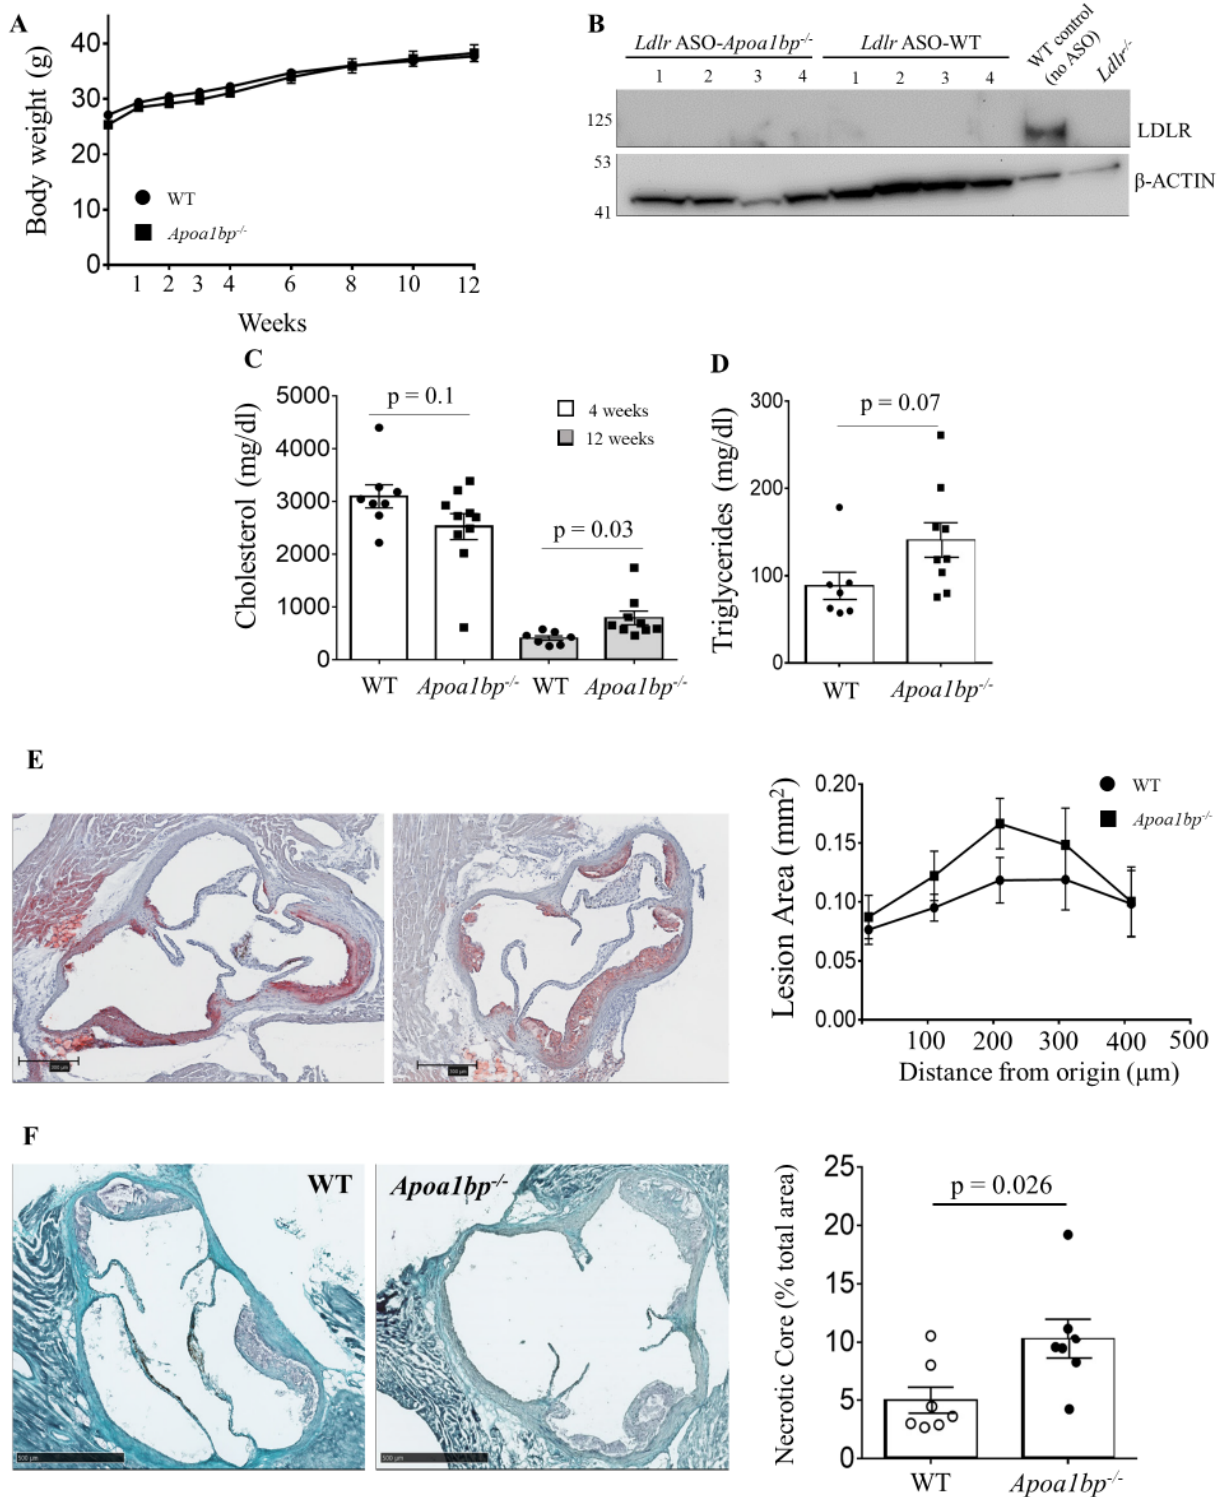 A
Body weight (g)
40
30
20
10
0
WT
Apoa1bp-/-
1 2 3 4 6 8 10 12
Weeks
B
Ldlr ASO-Apoa1bp-/-
Ldlr ASO-WT
WT control
(no ASO)
Ldlr-/-
1 2 3 4 1 2 3 4
125
LDLR
53
β-ACTIN
41
C
Cholesterol (mg/dl)
5000
4000
3000
2000
1000
0
p = 0.1
4 weeks
12 weeks
p = 0.03
WT Apoa1bp-/- WT Apoa1bp-/-
D
Triglycerides (mg/dl)
300
200
100
0
p = 0.07
WT Apoa1bp-/-
E
Lesion Area (mm2)
0.20
0.15
0.10
0.05
0.00
WT
Apoa1bp-/-
100 200 300 400 500
Distance from origin (μm)
F
WT
500 μm
Apoa1bp-/-
500 μm
Necrotic Core (% total area)
25
20
15
10
5
0
p = 0.026
WT Apoa1bp-/-